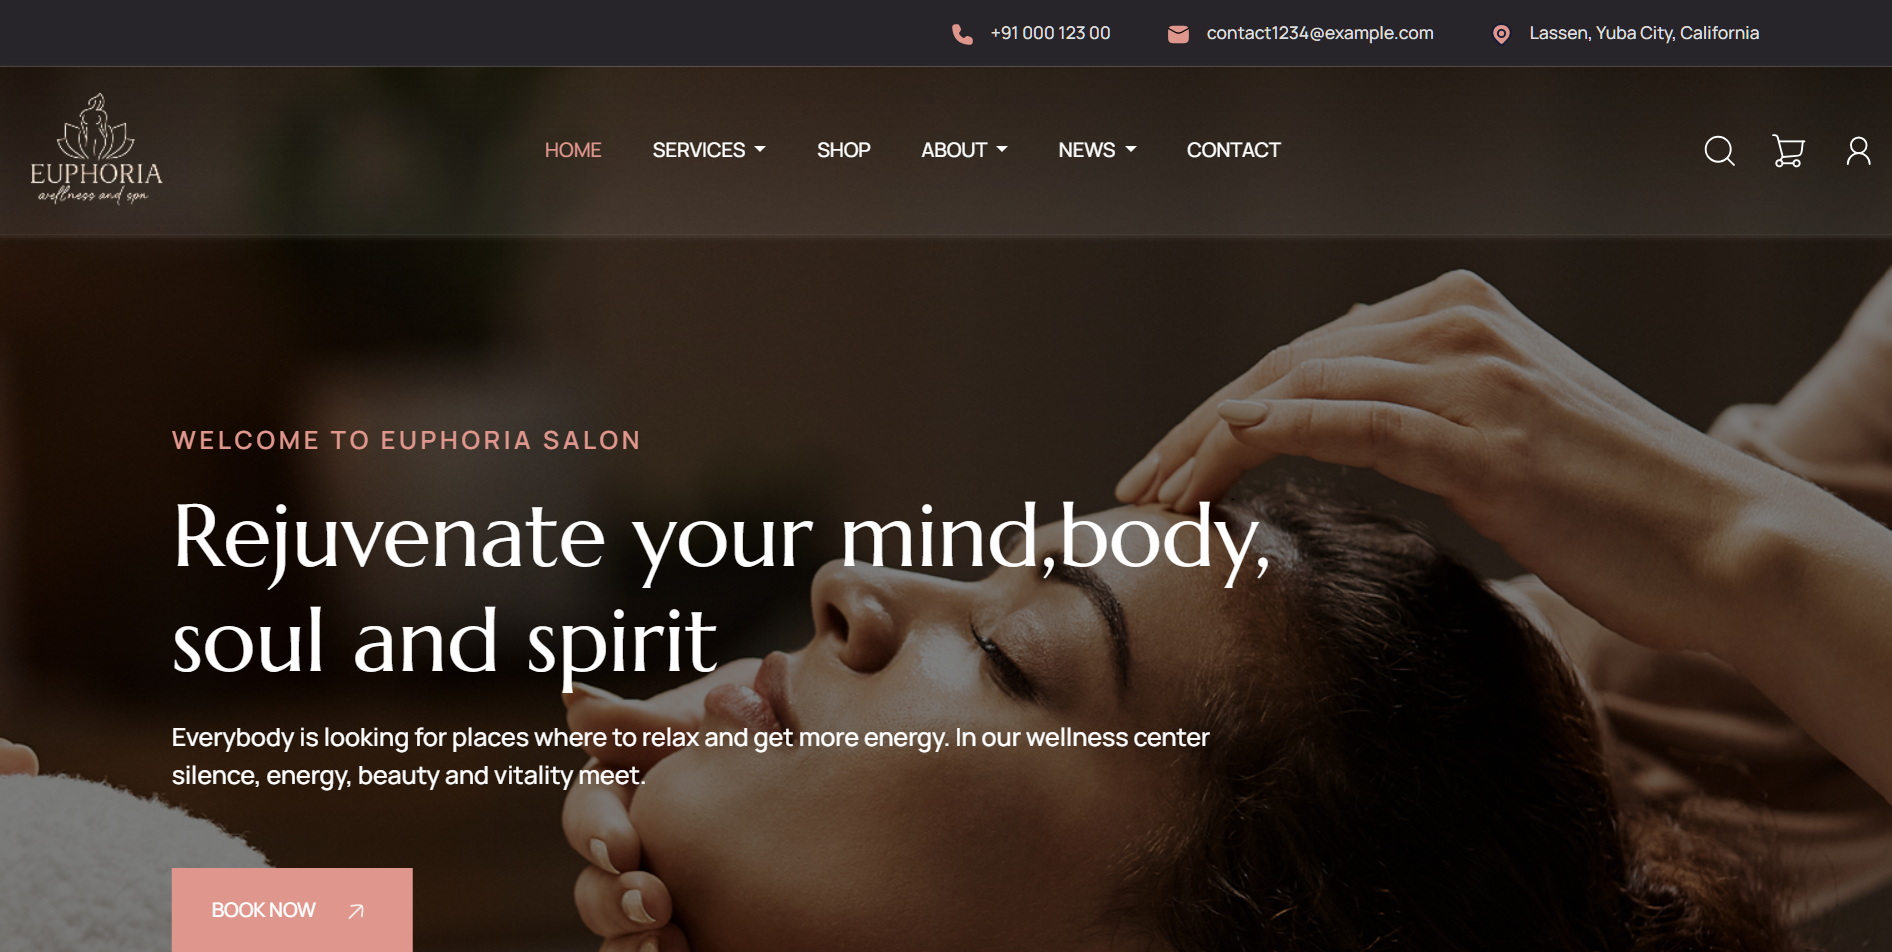 +91 000 123 00
contact1234@example.com
Lassen, Yuba City, California
EUPHORIA
wellness and spa
HOME
SERVICES
SHOP
ABOUT
NEWS
CONTACT
WELCOME TO EUPHORIA SALON
Rejuvenate your mind,body,
soul and spirit
Everybody is looking for places where to relax and get more energy. In our wellness center
silence, energy, beauty and vitality meet.
BOOK NOW